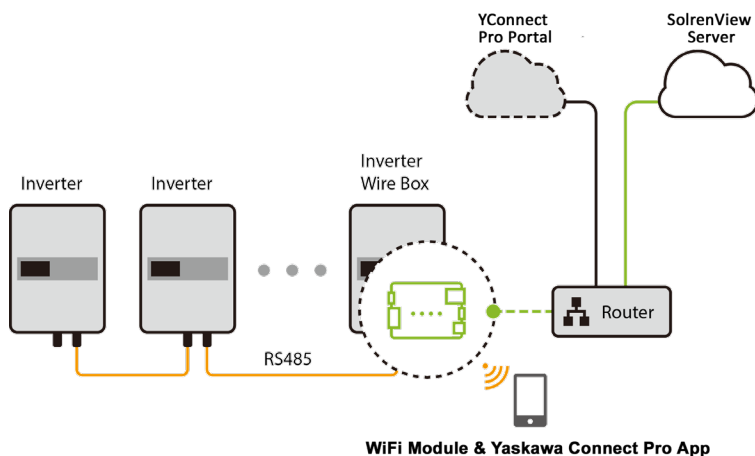 YConnect
Pro Portal
SolrenView
Server
Inverter
Inverter
Inverter
Wire Box
Router
RS485
WiFi Module & Yaskawa Connect Pro App